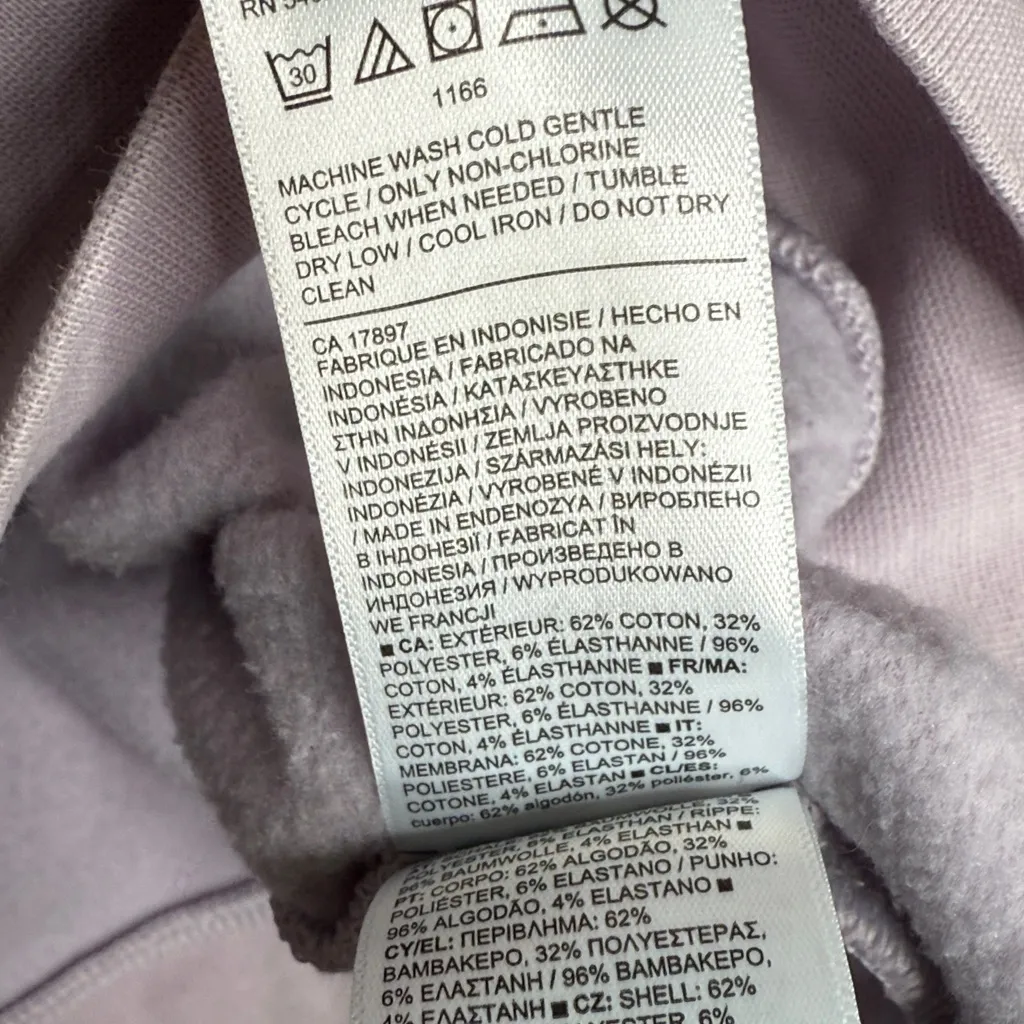 RN
30
1166
MACHINE WASH COLD GENTLE
CYCLE / ONLY NON-CHLORINE
BLEACH WHEN NEEDED / TUMBLE
DRY LOW / COOL IRON / DO NOT DRY
CLEAN
CA 17897
FABRIQUE EN INDONISIE / HECHO EN
INDONESIA / FABRICADO NA
INDONÉSIA / ΚΑΤΑΣΚΕΥΑΣΤΗΚΕ
ΣΤΗΝ ΙΝΔΟΝΗΣΙΑ / VYROBENO
V INDONÉSII / ZEMLJA PROIZVODNJE
INDONEZIJA / SZÁRMAZÁSI HELY:
INDONÉZIA / VYROBENÉ V INDONÉZII
/ MADE IN ENDENOZYA / ВИРОБЛЕНО
В ІНДОНЕЗІЇ / FABRICAT ÎN
INDONESIA / ПРОИЗВЕДЕНО В
ИНДОНЕЗИЯ / WYPRODUKOWANO
WE FRANCJI
■ CA: EXTÉRIEUR: 62% COTON, 32%
POLYESTER, 6% ÉLASTHANNE / 96%
COTON, 4% ÉLASTHANNE ■ FR/MA:
EXTÉRIEUR: 62% COTON, 32%
POLYESTER, 6% ÉLASTHANNE / 96%
COTON, 4% ÉLASTHANNE ■ IT:
MEMBRANA: 62% COTONE, 32%
POLIESTERE, 6% ELASTAN / 96%
COTONE, 4% ELASTAN ■ CL/ES:
cuerpo: 62% algodón, 32% poliéster, 6%
32%
POLYESTER, 6% ELASTHAN / RIPPE:
96% BAUMWOLLE, 4% ELASTHAN ■
PT: CORPO: 62% ALGODÃO, 32%
POLIÉSTER, 6% ELASTANO / PUNHO:
96% ALGODÃO, 4% ELASTANO ■
CY/EL: ΠΕΡΙΒΛΗΜΑ: 62%
ΒΑΜΒΑΚΕΡΟ, 32% ΠΟΛΥΕΣΤΕΡΑΣ,
6% ΕΛΑΣΤΑΝΗ / 96% ΒΑΜΒΑΚΕΡΟ,
4% ΕΛΑΣΤΑΝΗ ■ CZ: SHELL: 62%
6%